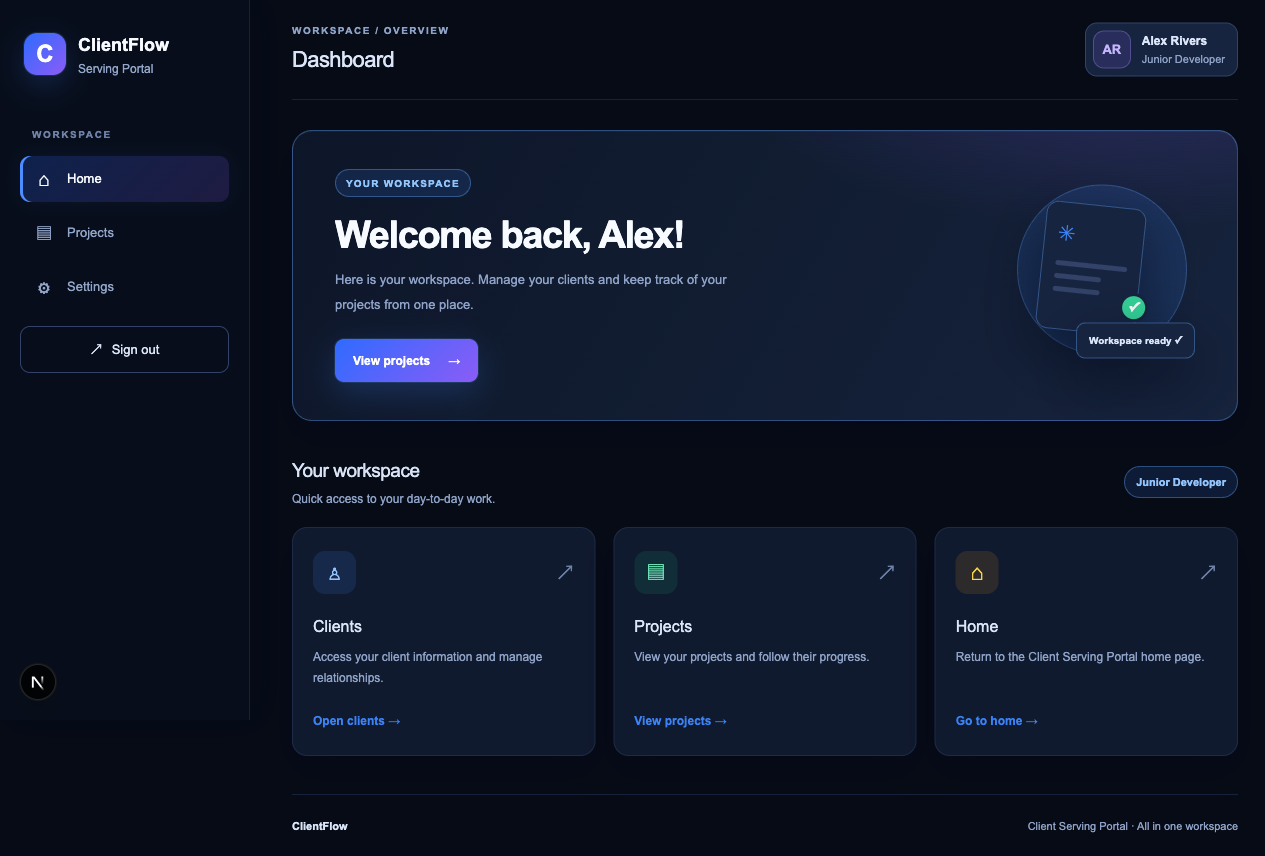 C
ClientFlow
Serving Portal
WORKSPACE
Home
Projects
Settings
Sign out
N
WORKSPACE / OVERVIEW
Dashboard
AR
Alex Rivers
Junior Developer
YOUR WORKSPACE
Welcome back, Alex!
Here is your workspace. Manage your clients and keep track of your
projects from one place.
View projects →
Workspace ready ✓
Your workspace
Quick access to your day-to-day work.
Junior Developer
Clients
Access your client information and manage
relationships.
Open clients →
Projects
View your projects and follow their progress.
View projects →
Home
Return to the Client Serving Portal home page.
Go to home →
ClientFlow
Client Serving Portal · All in one workspace